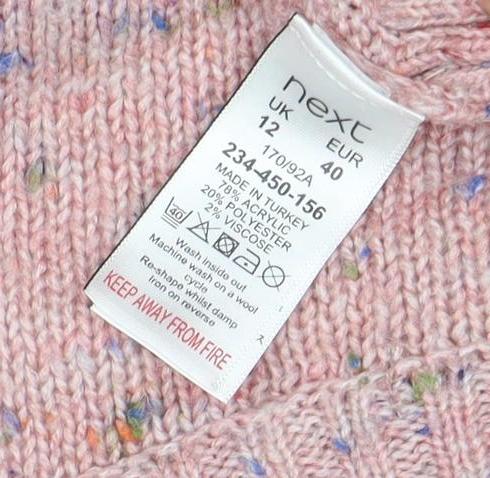 next
UK EUR
12 40
170/92A
234-450-156
MADE IN TURKEY
78% ACRYLIC
20% POLYESTER
2% VISCOSE
40
Wash inside out
Machine wash on a wool
cycle
Re-shape whilst damp
Iron on reverse
KEEP AWAY FROM FIRE